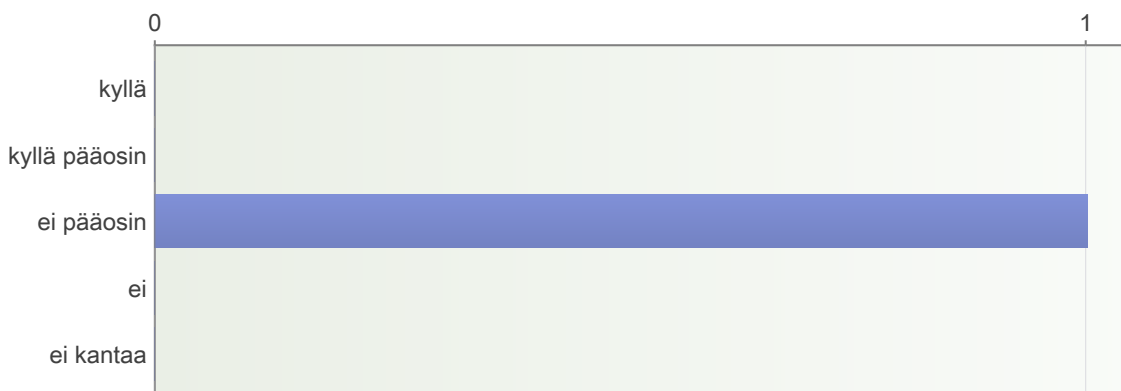 0 1
kyllä
kyllä pääosin
ei pääosin
ei
ei kantaa